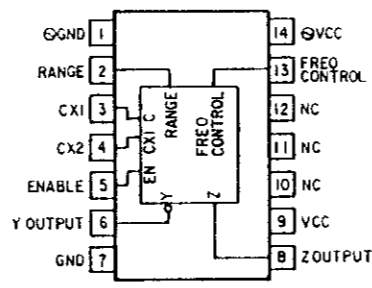 ⊖GND 1
RANGE 2
CX1 3
CX2 4
ENABLE 5
Y OUTPUT 6
GND 7
14 ⊖VCC
13 FREQ
CONTROL
12 NC
11 NC
10 NC
9 VCC
8 Z OUTPUT
RANGE
FREQ
CONTROL
C
CX1
EN
Y
Z